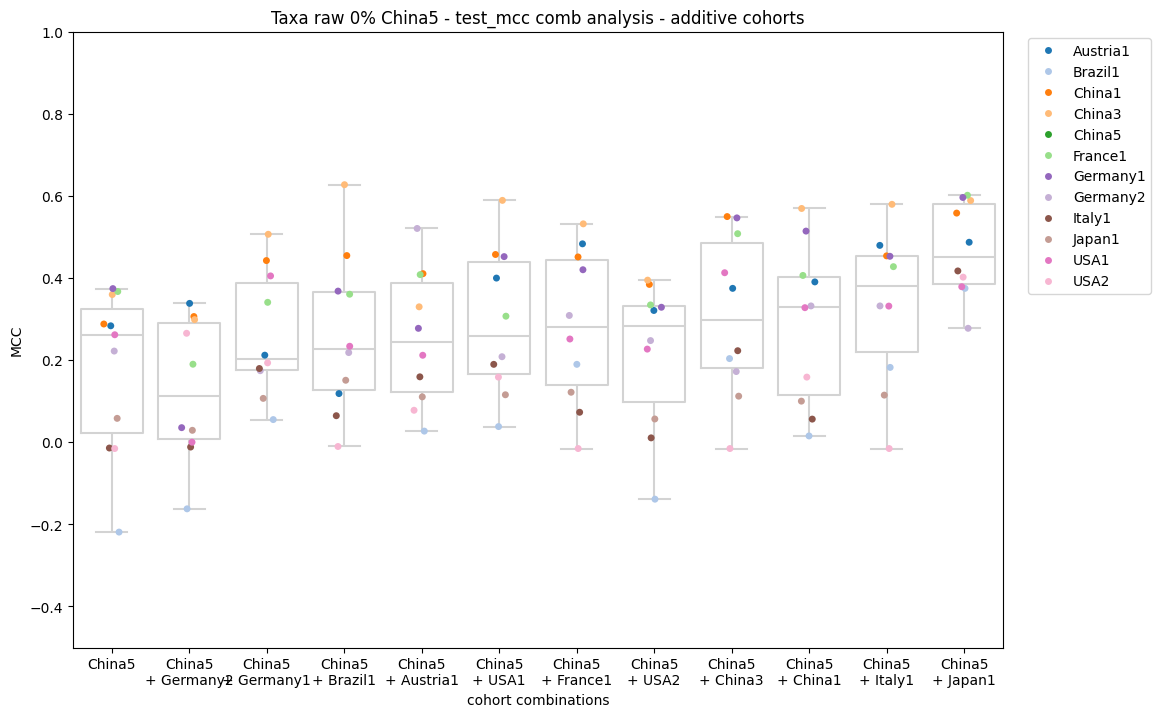 Taxa raw 0% China5 - test_mcc comb analysis - additive cohorts
MCC
1.0
0.8
0.6
0.4
0.2
0.0
−0.2
−0.4
China5
China5
+ Germany2
China5
+ Germany1
China5
+ Brazil1
China5
+ Austria1
China5
+ USA1
China5
+ France1
China5
+ USA2
China5
+ China3
China5
+ China1
China5
+ Italy1
China5
+ Japan1
cohort combinations
Austria1
Brazil1
China1
China3
China5
France1
Germany1
Germany2
Italy1
Japan1
USA1
USA2